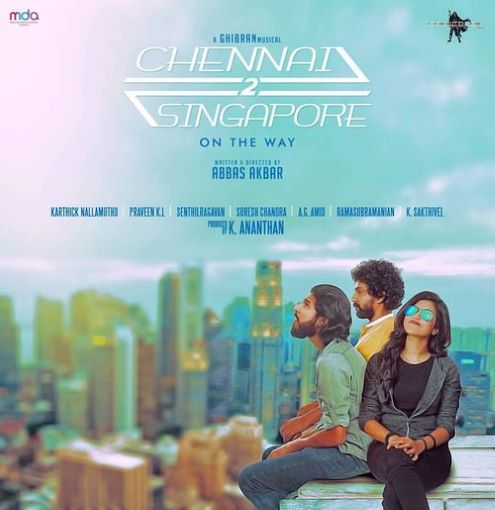 mda
A GHIBRAN MUSICAL
CHENNAI
2
SINGAPORE
ON THE WAY
WRITTEN & DIRECTED BY
ABBAS AKBAR
KARTHICK NALLAMUTHU | PRAVEEN K.L | SENTHILRAGAVAN | SURESH CHANDRA | A.G. AMID | RAMASUBRAMANIAN | K. SAKTHIVEL
PRODUCED BY K. ANANTHAN